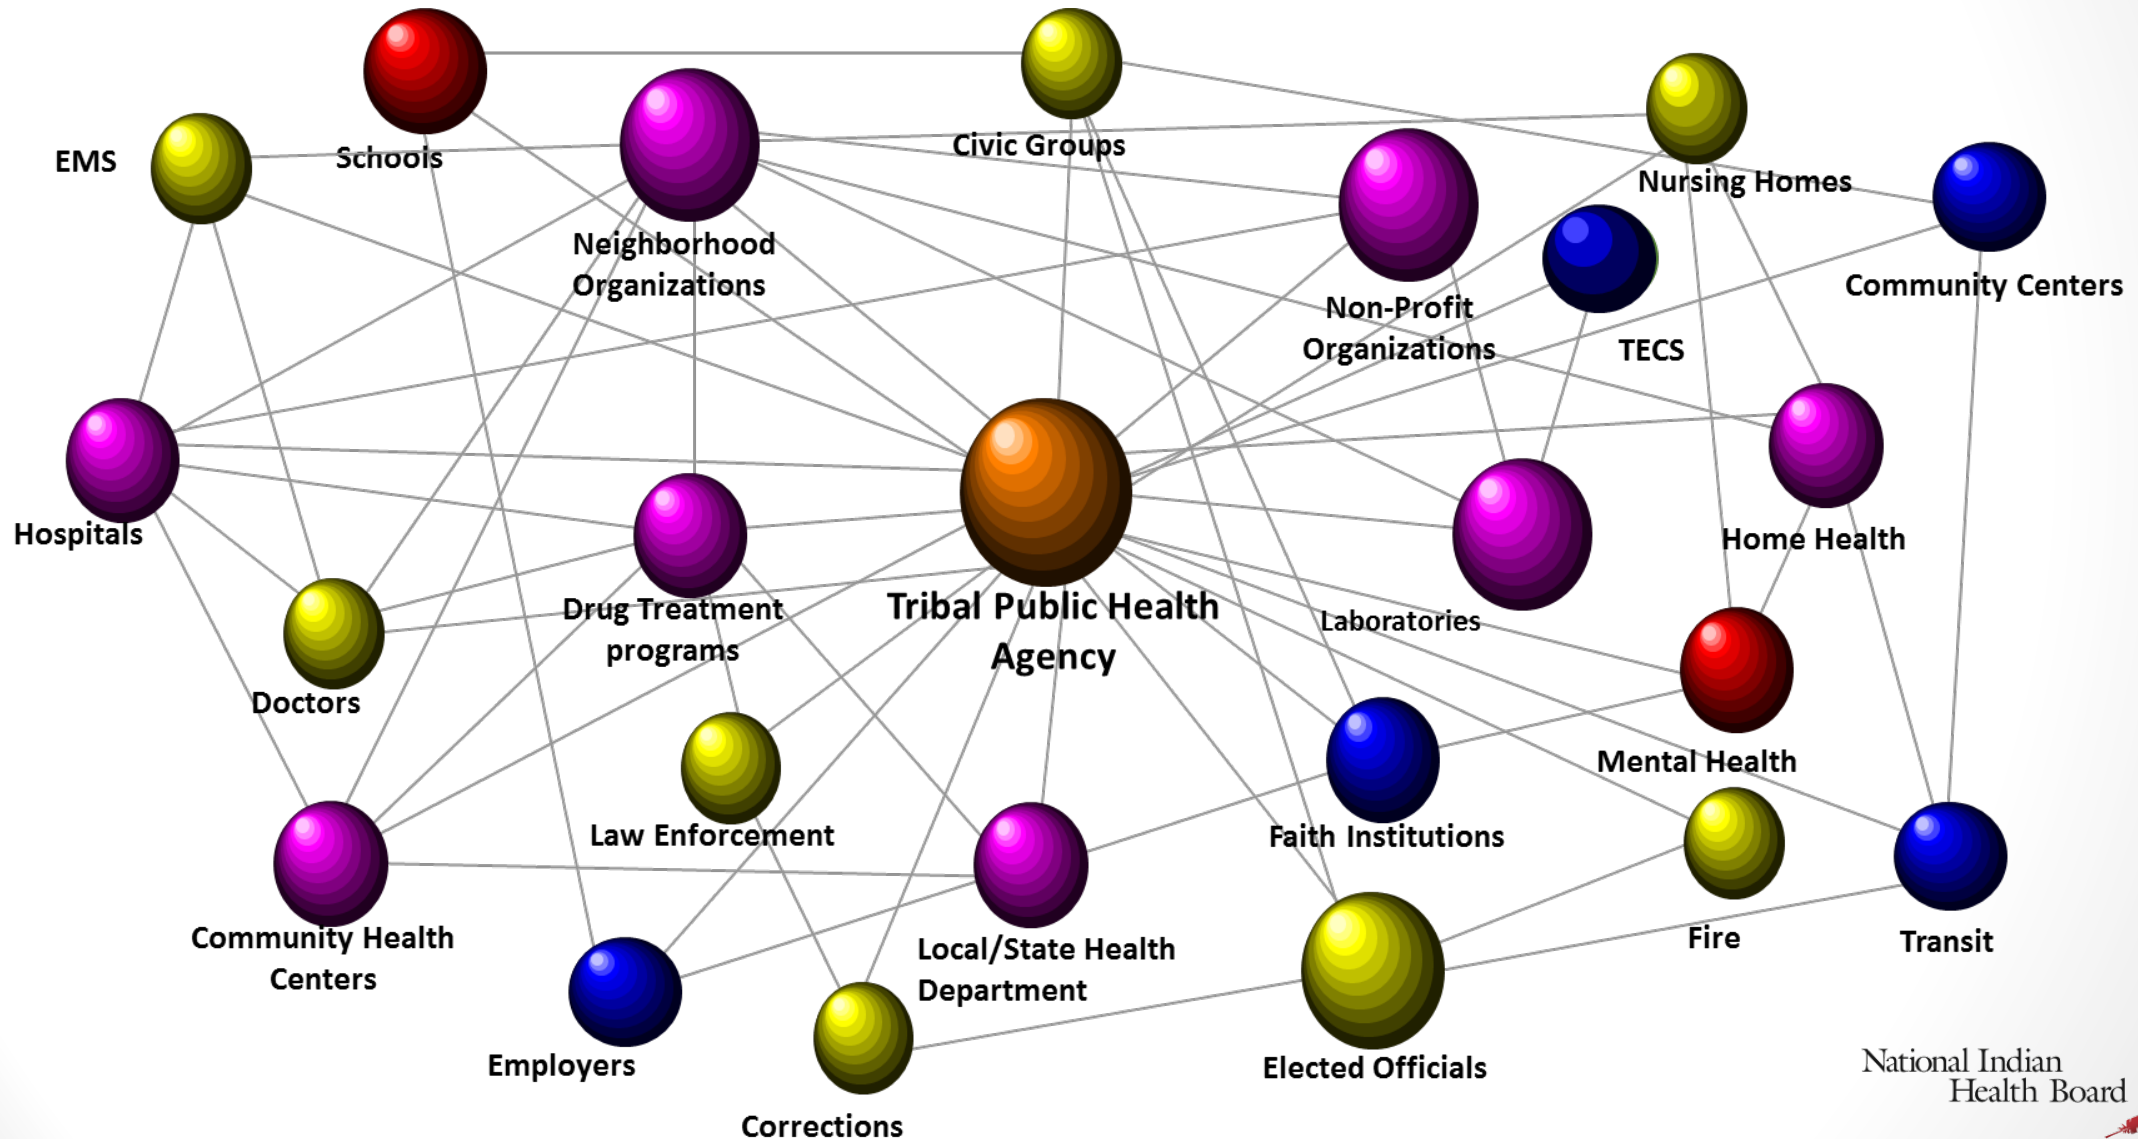 EMS
Schools
Civic Groups
Nursing Homes
Neighborhood
Organizations
Non-Profit
Organizations
TECS
Community Centers
Hospitals
Drug Treatment
programs
Tribal Public Health
Agency
Laboratories
Home Health
Doctors
Law Enforcement
Faith Institutions
Mental Health
Community Health
Centers
Local/State Health
Department
Fire
Transit
Employers
Corrections
Elected Officials
National Indian
Health Board